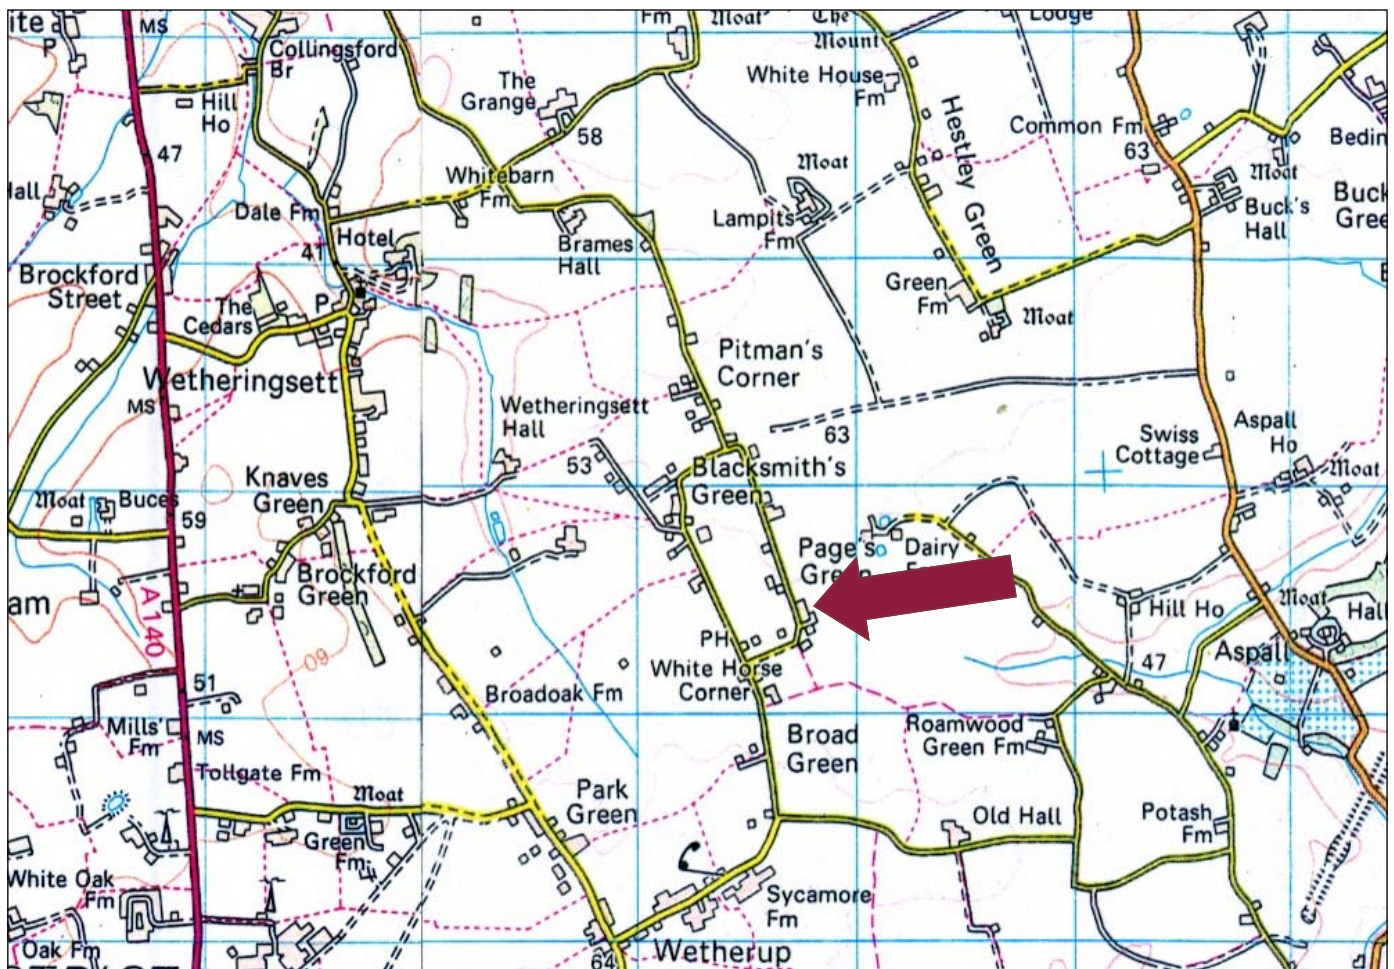 ite
MS
P
Collingsford
Br
Fm
Moat
The
Mount
Lodge
Hill
Ho
The
Grange
58
White House
Fm
Hestley Green
Common Fm
63
Bedin
47
Whitebarn
Fm
Moat
Moat
Hall
Dale Fm
Hotel
41
Brames
Hall
Lampits
Fm
Buck's
Hall
Buck
Gree
Brockford
Street
The
Cedars
P
Green
Fm
Moat
Wetheringsett
MS
Pitman's
Corner
Wetheringsett
Hall
63
Swiss
Cottage
Aspall
Ho
Moat
53
Blacksmith's
Green
Knaves
Green
Moat
Buces
59
Page's
Green
Dairy
Brockford
Green
am
A140
Hill Ho
Moat
Hall
PH
White Horse
Corner
47
Aspall
60
51
Broadoak Fm
Mills'
Fm
MS
Roamwood
Green Fm
Broad
Green
Tollgate Fm
Moat
Park
Green
Green
Fm
Old Hall
Potash
Fm
White Oak
Fm
Sycamore
Fm
Oak Fm
64
Wetherup